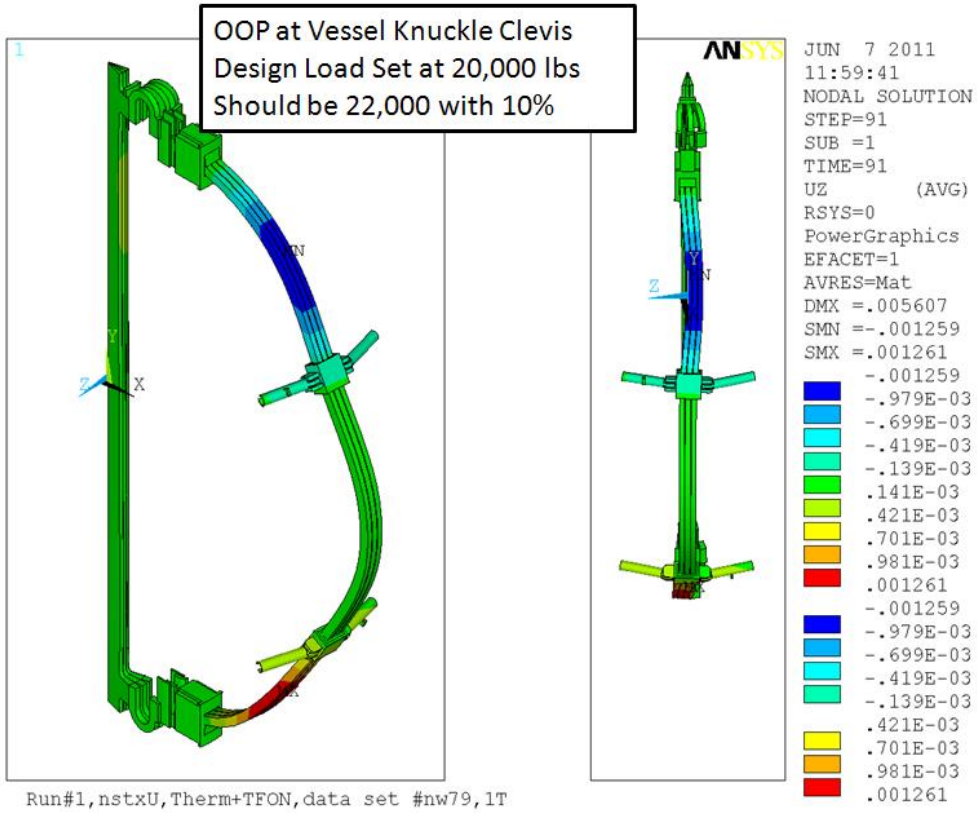 1
OOP at Vessel Knuckle Clevis
Design Load Set at 20,000 lbs
Should be 22,000 with 10%
ANSYS
JUN 7 2011
11:59:41
NODAL SOLUTION
STEP=91
SUB =1
TIME=91
UZ (AVG)
RSYS=0
PowerGraphics
EFACET=1
AVRES=Mat
DMX =.005607
SMN =-.001259
SMX =.001261
-.001259
-.979E-03
-.699E-03
-.419E-03
-.139E-03
.141E-03
.421E-03
.701E-03
.981E-03
.001261
-.001259
-.979E-03
-.699E-03
-.419E-03
-.139E-03
.421E-03
.701E-03
.981E-03
.001261
MN
Y
Z
X
MX
Y
Z
N
Run#1,nstxU,Therm+TFON,data set #nw79,1T